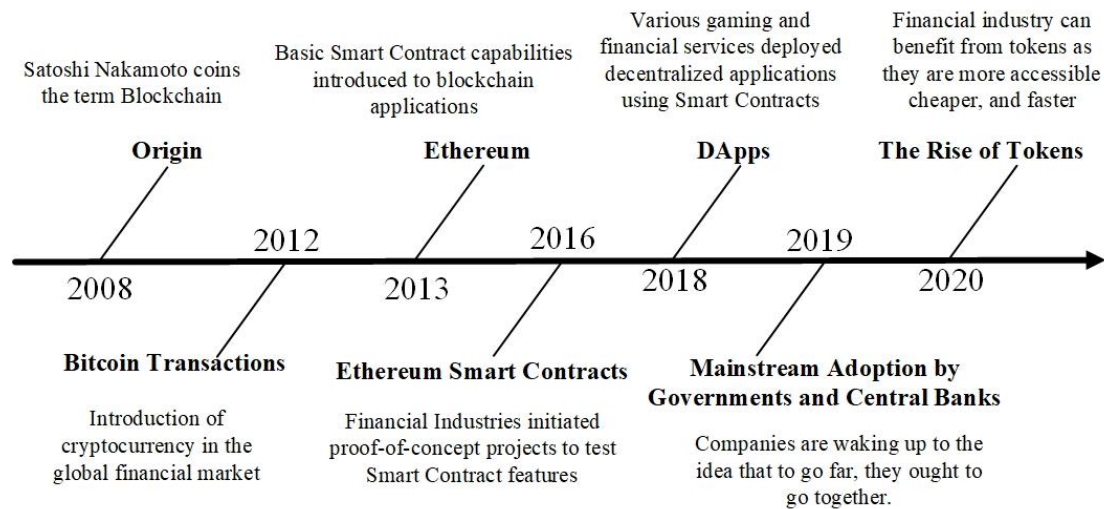 Satoshi Nakamoto coins
the term Blockchain
Origin
2008
2012
Bitcoin Transactions
Introduction of
cryptocurrency in the
global financial market
Basic Smart Contract capabilities
introduced to blockchain
applications
Ethereum
2013
2016
Ethereum Smart Contracts
Financial Industries initiated
proof-of-concept projects to test
Smart Contract features
Various gaming and
financial services deployed
decentralized applications
using Smart Contracts
DApps
2018
2019
Mainstream Adoption by
Governments and Central Banks
Companies are waking up to the
idea that to go far, they ought to
go together.
Financial industry can
benefit from tokens as
they are more accessible
cheaper, and faster
The Rise of Tokens
2020